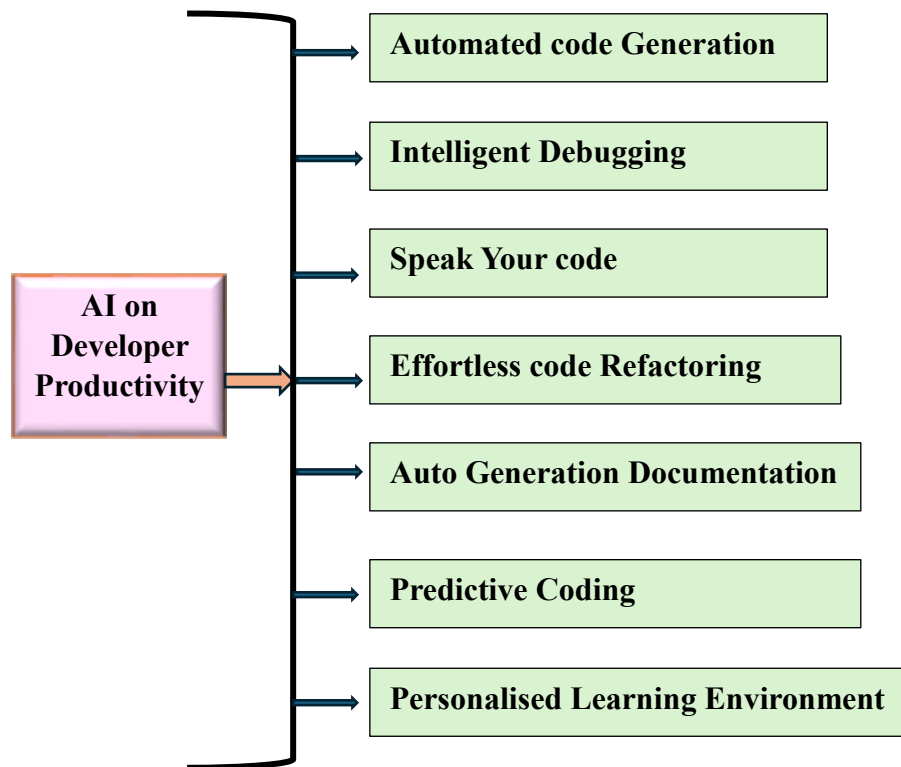 Automated code Generation
Intelligent Debugging
Speak Your code
AI on
Developer
Productivity
Effortless code Refactoring
Auto Generation Documentation
Predictive Coding
Personalised Learning Environment